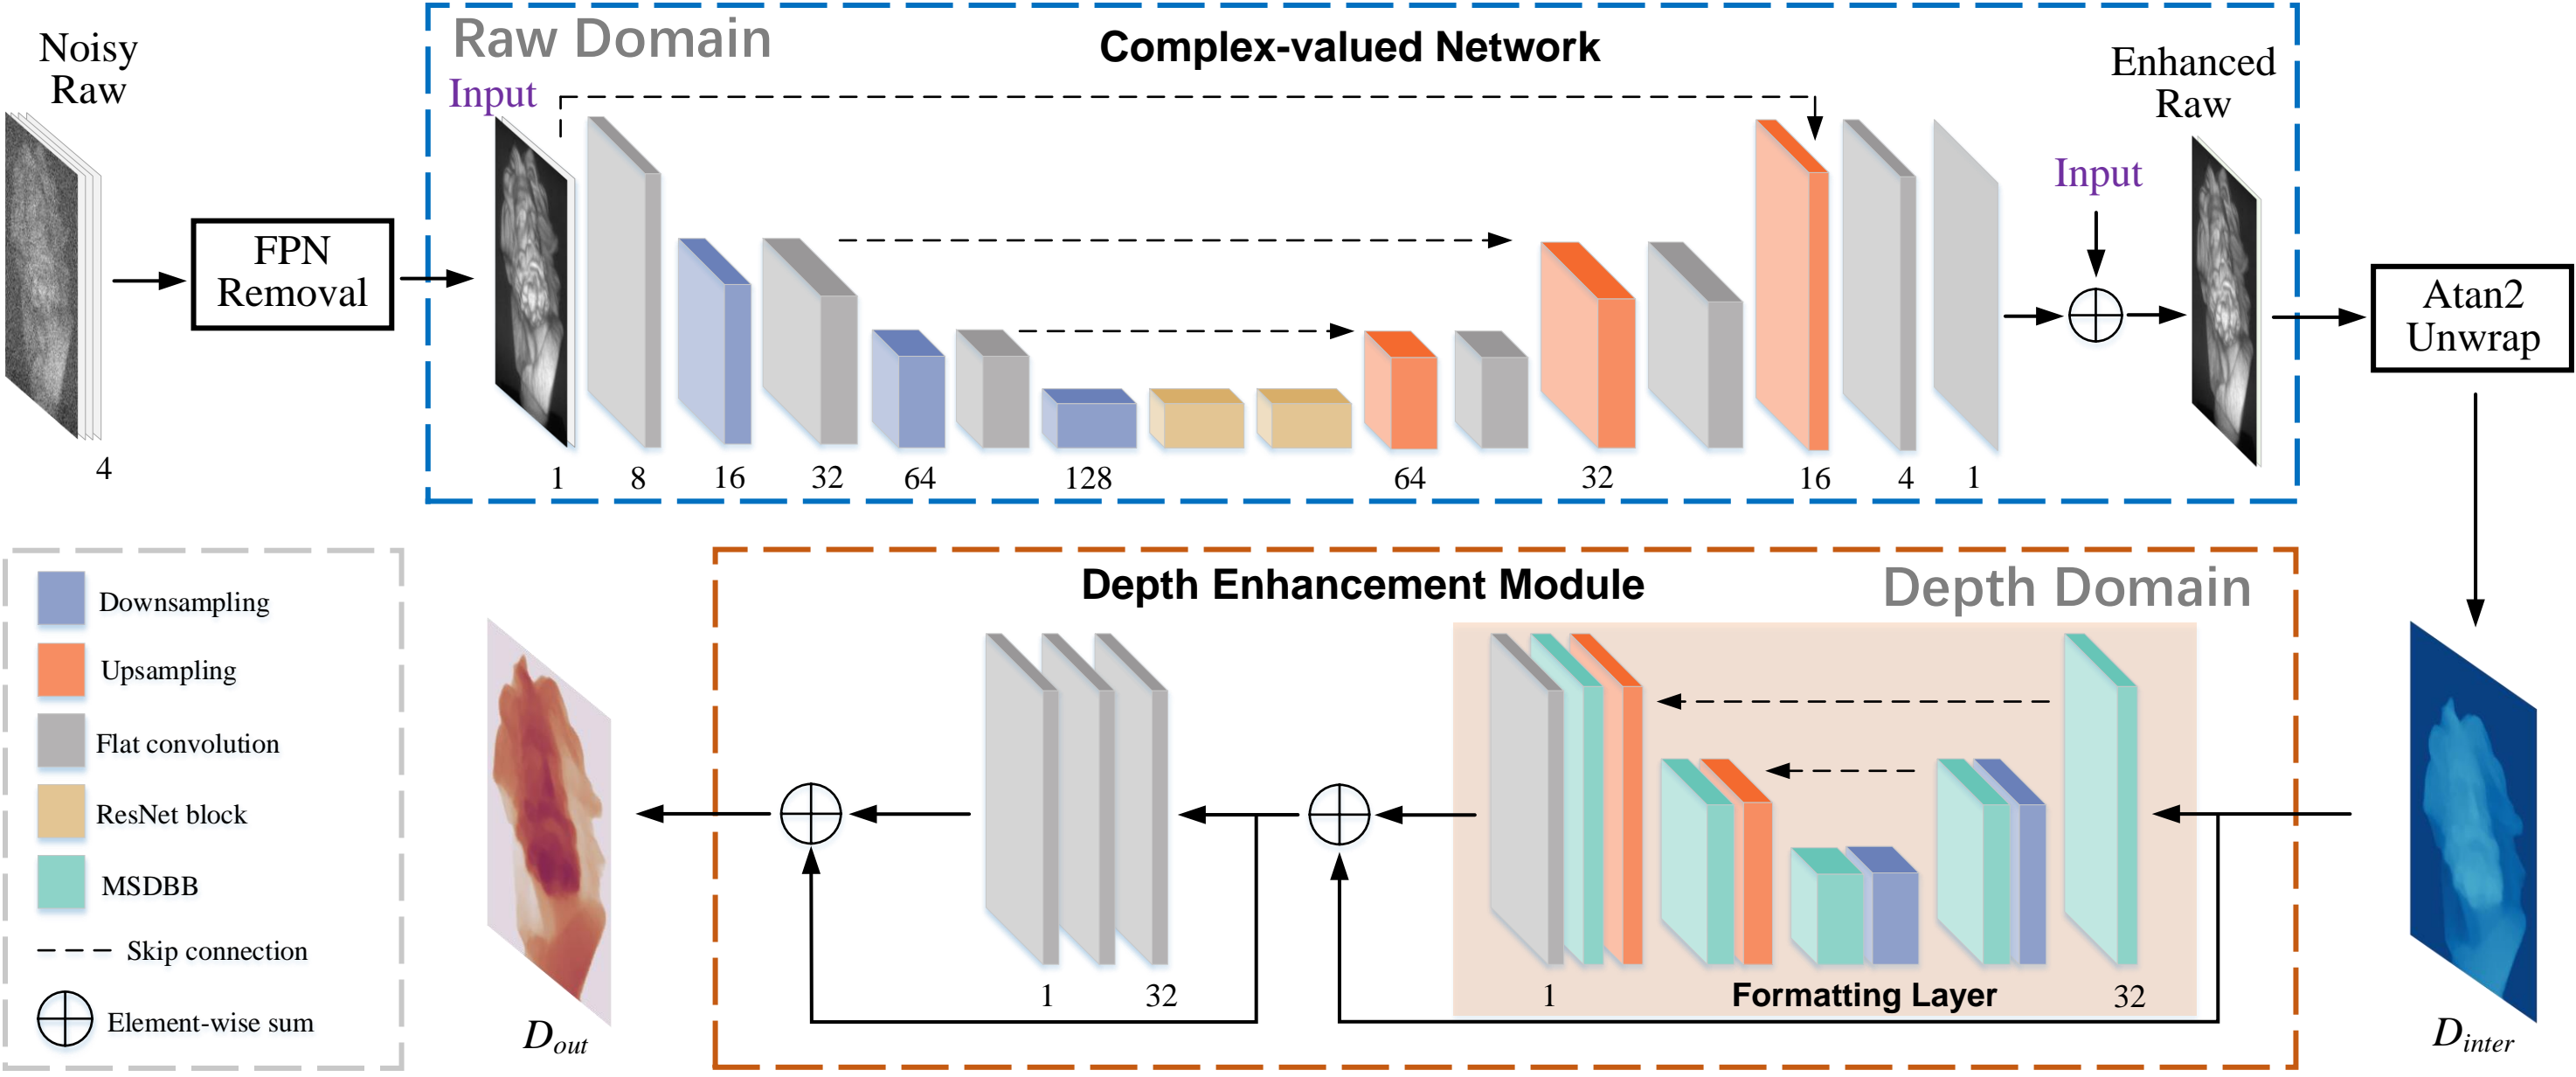 Noisy
Raw
4
FPN
Removal
Raw Domain
Complex-valued Network
Input
1 8 16 32 64 128 64 32 16 4 1
Input
Enhanced
Raw
Atan2
Unwrap
Downsampling
Upsampling
Flat convolution
ResNet block
MSDBB
Skip connection
Element-wise sum
Depth Enhancement Module
Depth Domain
1 32
1 Formatting Layer 32
D_out
D_inter